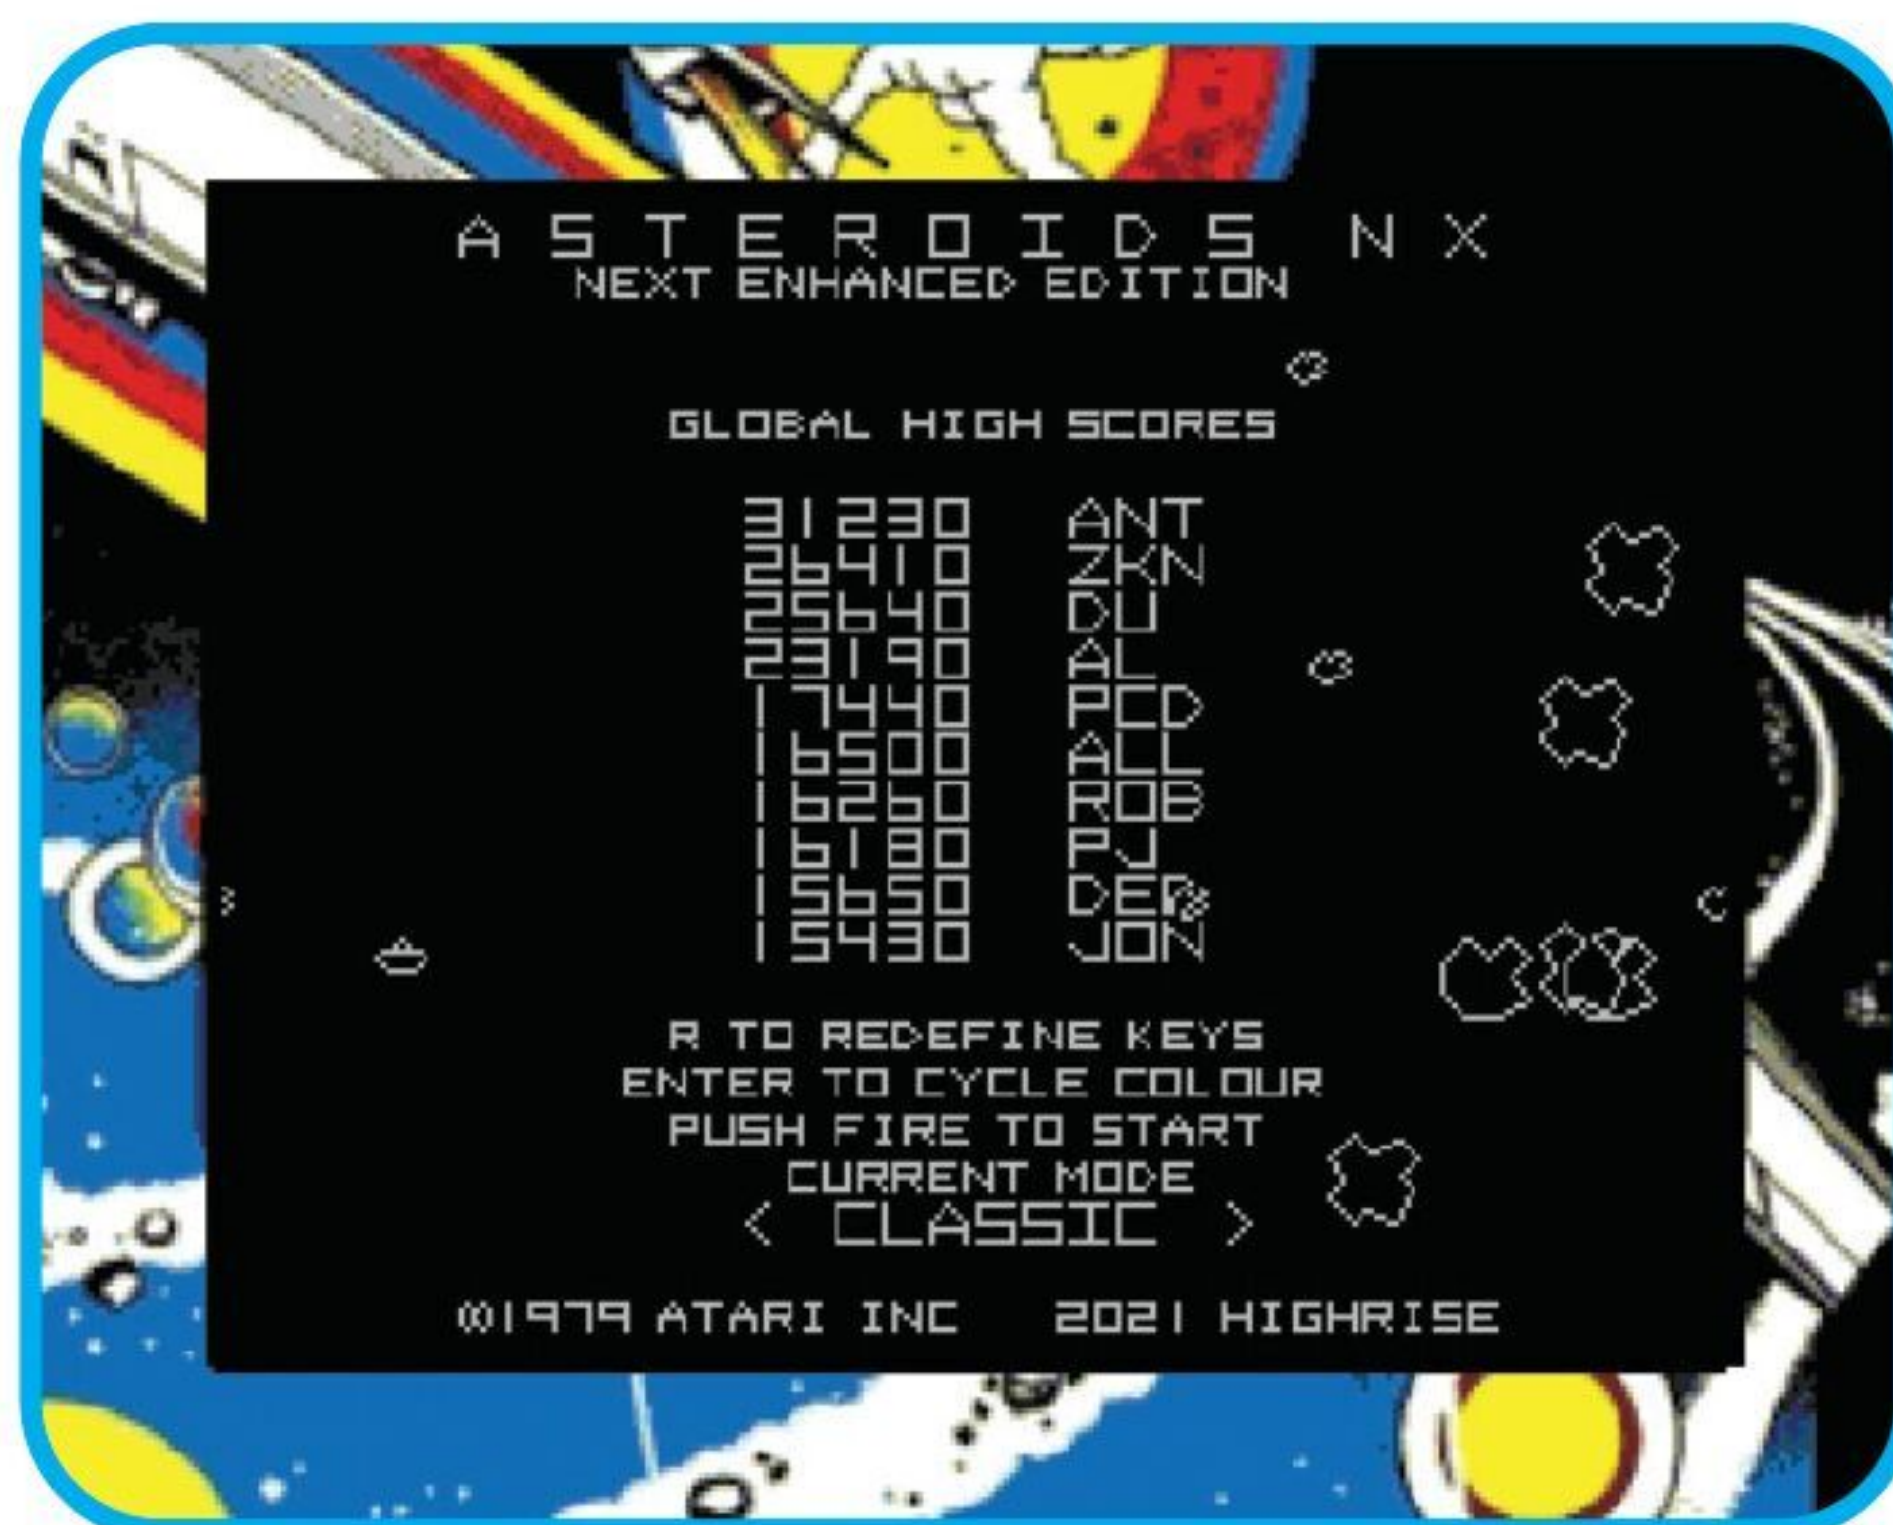 ASTEROIDS NX
NEXT ENHANCED EDITION
GLOBAL HIGH SCORES
31230 ANT
26410 ZKN
25640 DU
23190 AL
17440 PCD
16500 ALL
16260 ROB
16180 PJ
15650
15430 JON
R TO REDEFINE KEYS
ENTER TO CYCLE COLOUR
PUSH FIRE TO START
CURRENT MODE
< CLASSIC >
©1979 ATARI INC 2021 HIGHRISE